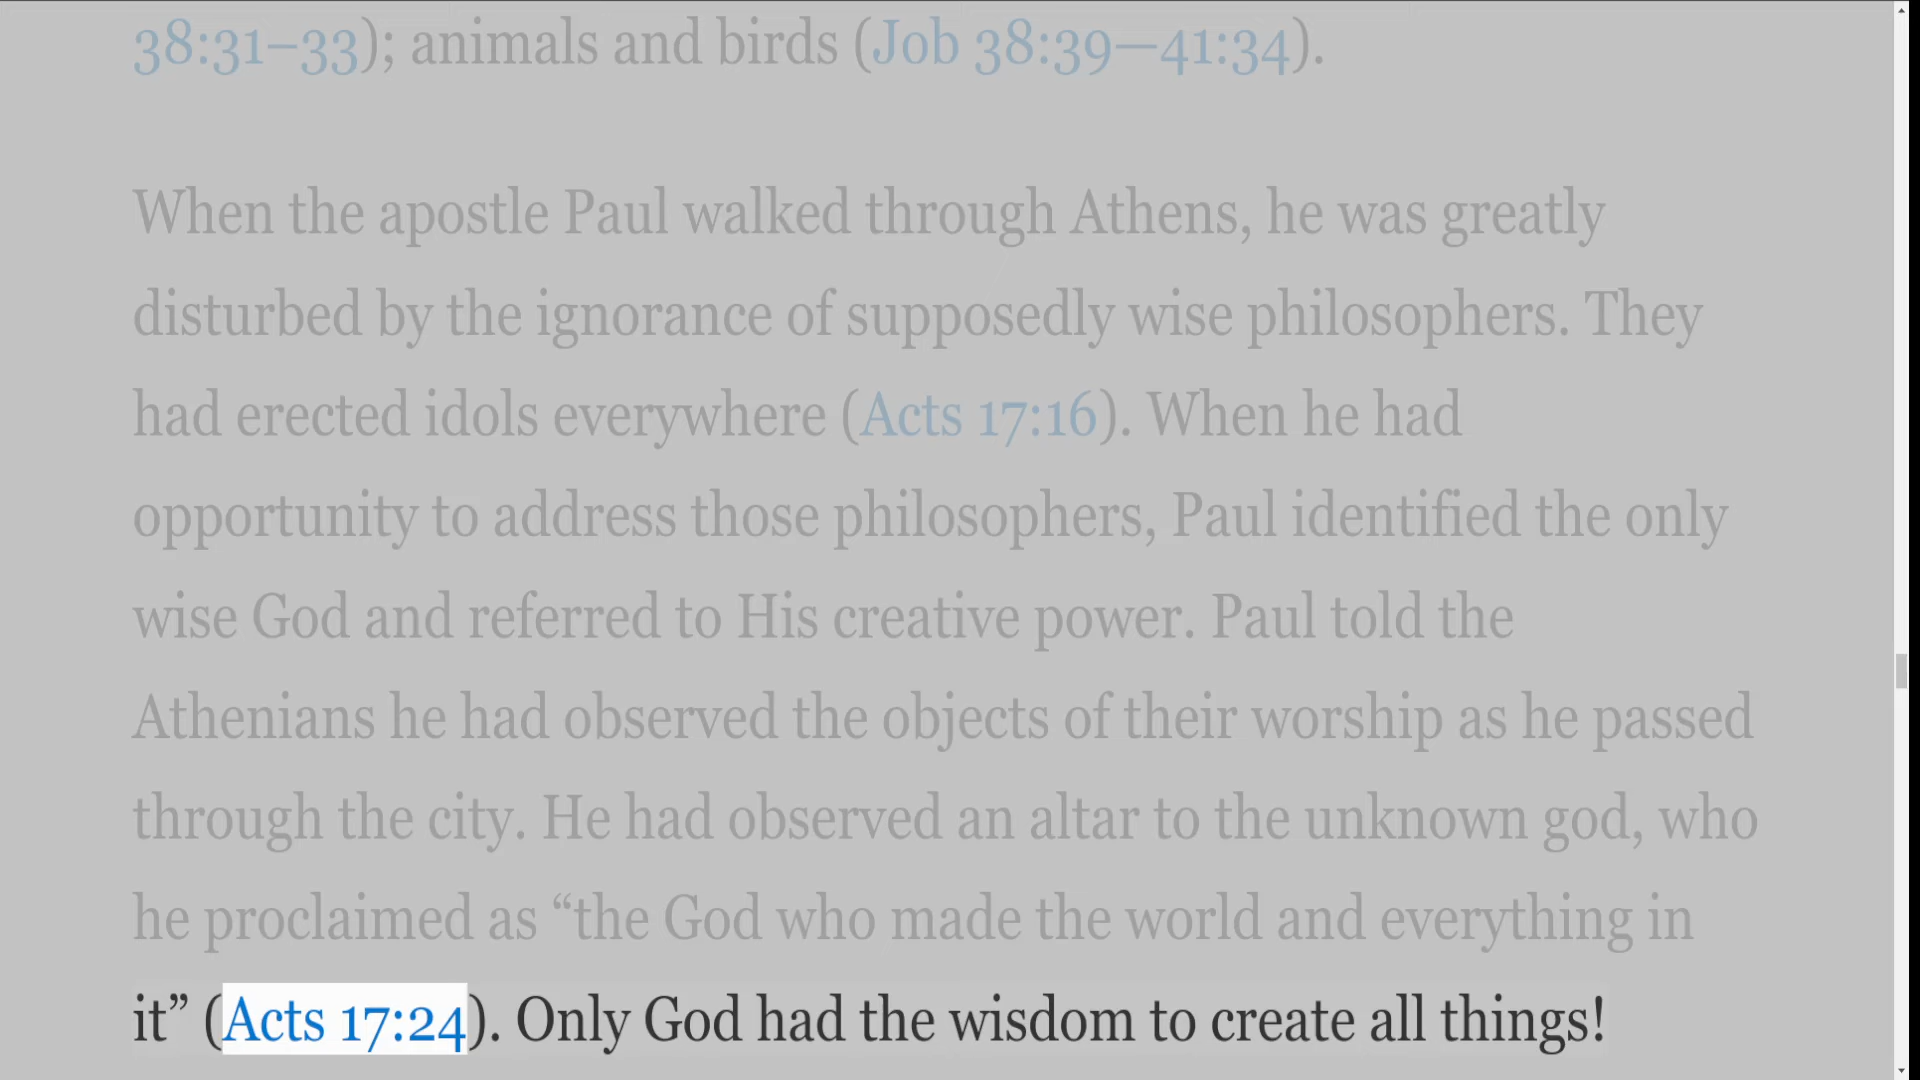 38:31–33); animals and birds (Job 38:39—41:34).
When the apostle Paul walked through Athens, he was greatly
disturbed by the ignorance of supposedly wise philosophers. They
had erected idols everywhere (Acts 17:16). When he had
opportunity to address those philosophers, Paul identified the only
wise God and referred to His creative power. Paul told the
Athenians he had observed the objects of their worship as he passed
through the city. He had observed an altar to the unknown god, who
he proclaimed as “the God who made the world and everything in
it” (Acts 17:24). Only God had the wisdom to create all things!